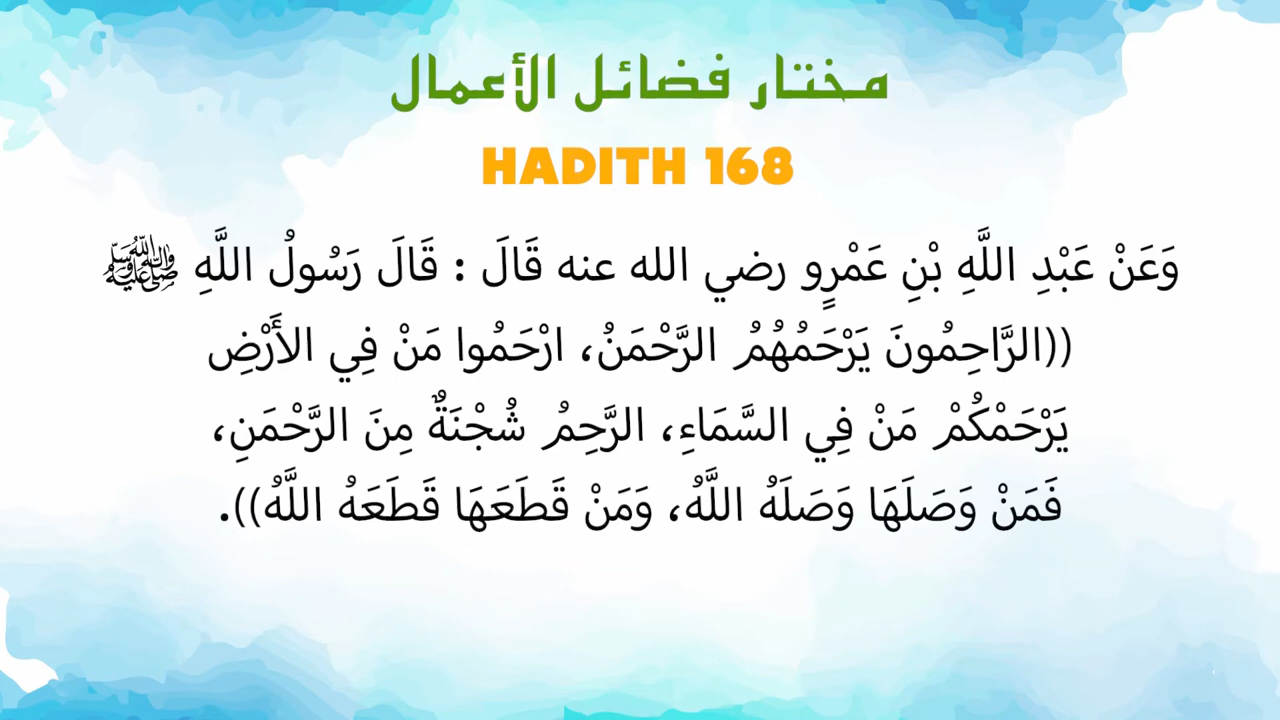 مختار فضائل الأعمال
HADITH 168
وَعَنْ عَبْدِ اللَّهِ بْنِ عَمْرٍو رضي الله عنه قَالَ : قَالَ رَسُولُ اللَّهِ ﷺ
((الرَّاحِمُونَ يَرْحَمُهُمُ الرَّحْمَنُ، ارْحَمُوا مَنْ فِي الأَرْضِ
يَرْحَمْكُمْ مَنْ فِي السَّمَاءِ، الرَّحِمُ شُجْنَةٌ مِنَ الرَّحْمَنِ،
فَمَنْ وَصَلَهَا وَصَلَهُ اللَّهُ، وَمَنْ قَطَعَهَا قَطَعَهُ اللَّهُ)).